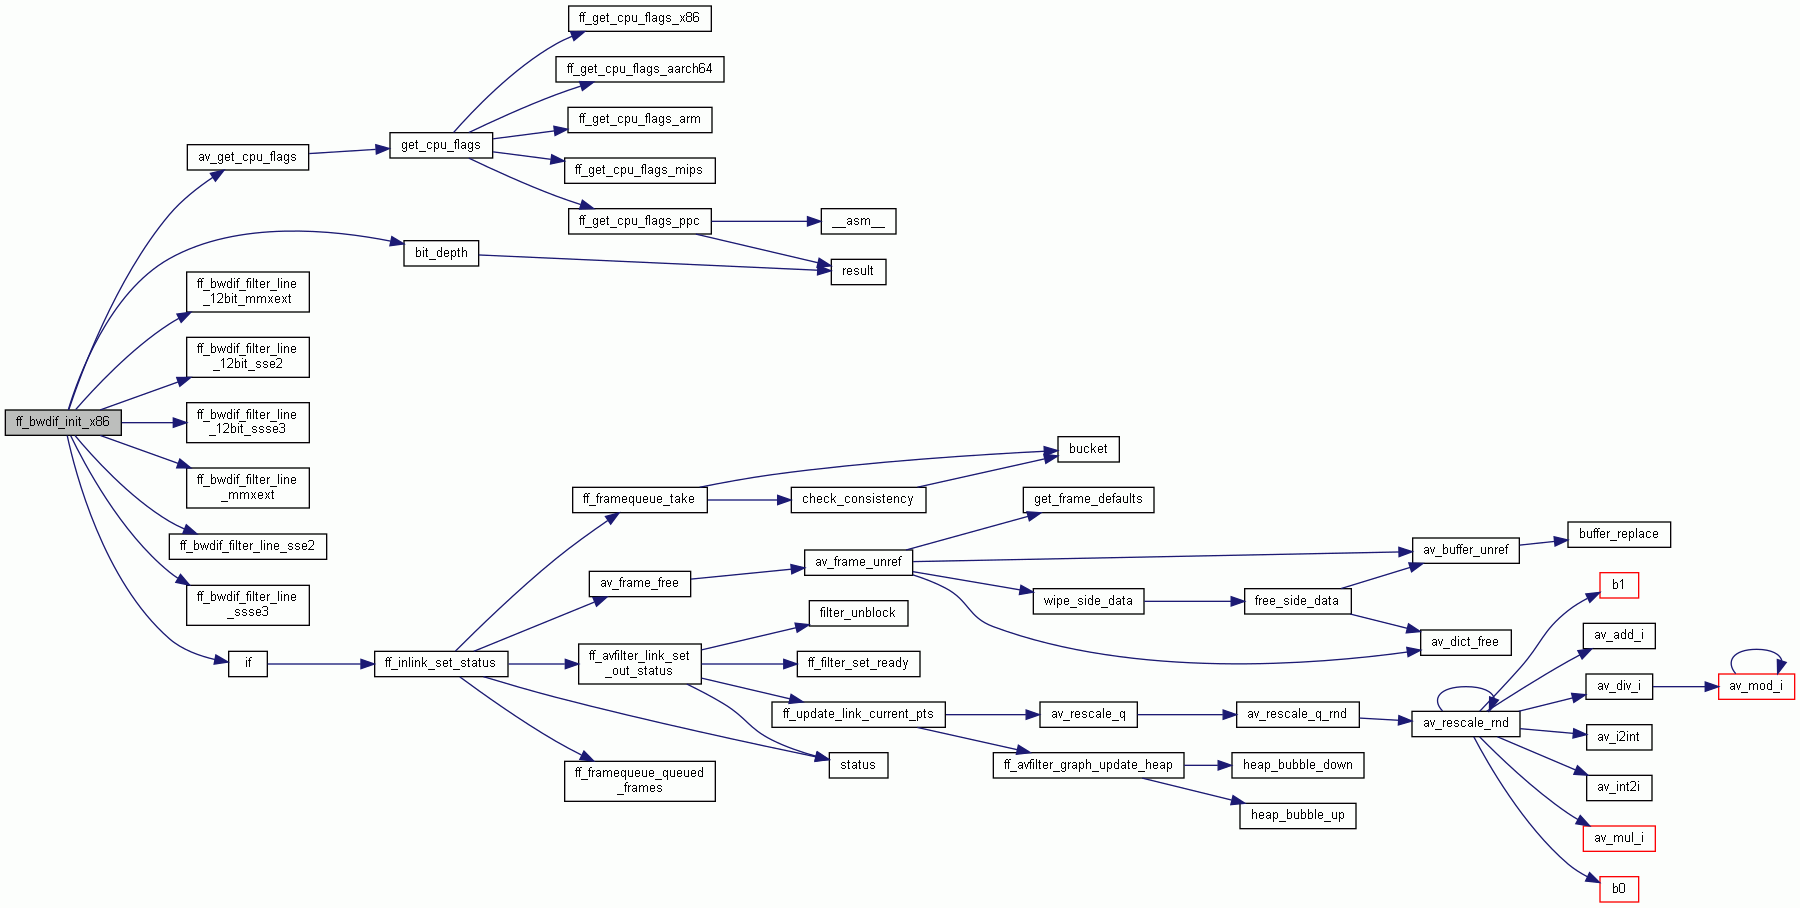 ff_bwdif_init_x86
av_get_cpu_flags
get_cpu_flags
ff_get_cpu_flags_x86
ff_get_cpu_flags_aarch64
ff_get_cpu_flags_arm
ff_get_cpu_flags_mips
ff_get_cpu_flags_ppc
__asm__
result
bit_depth
ff_bwdif_filter_line
_12bit_mmxext
ff_bwdif_filter_line
_12bit_sse2
ff_bwdif_filter_line
_12bit_ssse3
ff_bwdif_filter_line
_mmxext
ff_bwdif_filter_line_sse2
ff_bwdif_filter_line
_ssse3
if
ff_inlink_set_status
ff_framequeue_take
check_consistency
bucket
av_frame_free
av_frame_unref
get_frame_defaults
wipe_side_data
free_side_data
av_buffer_unref
buffer_replace
av_dict_free
ff_avfilter_link_set
_out_status
filter_unblock
ff_filter_set_ready
ff_update_link_current_pts
status
ff_framequeue_queued
_frames
av_rescale_q
av_rescale_q_rnd
av_rescale_rnd
ff_avfilter_graph_update_heap
heap_bubble_down
heap_bubble_up
b1
av_add_i
av_div_i
av_mod_i
av_i2int
av_int2i
av_mul_i
b0